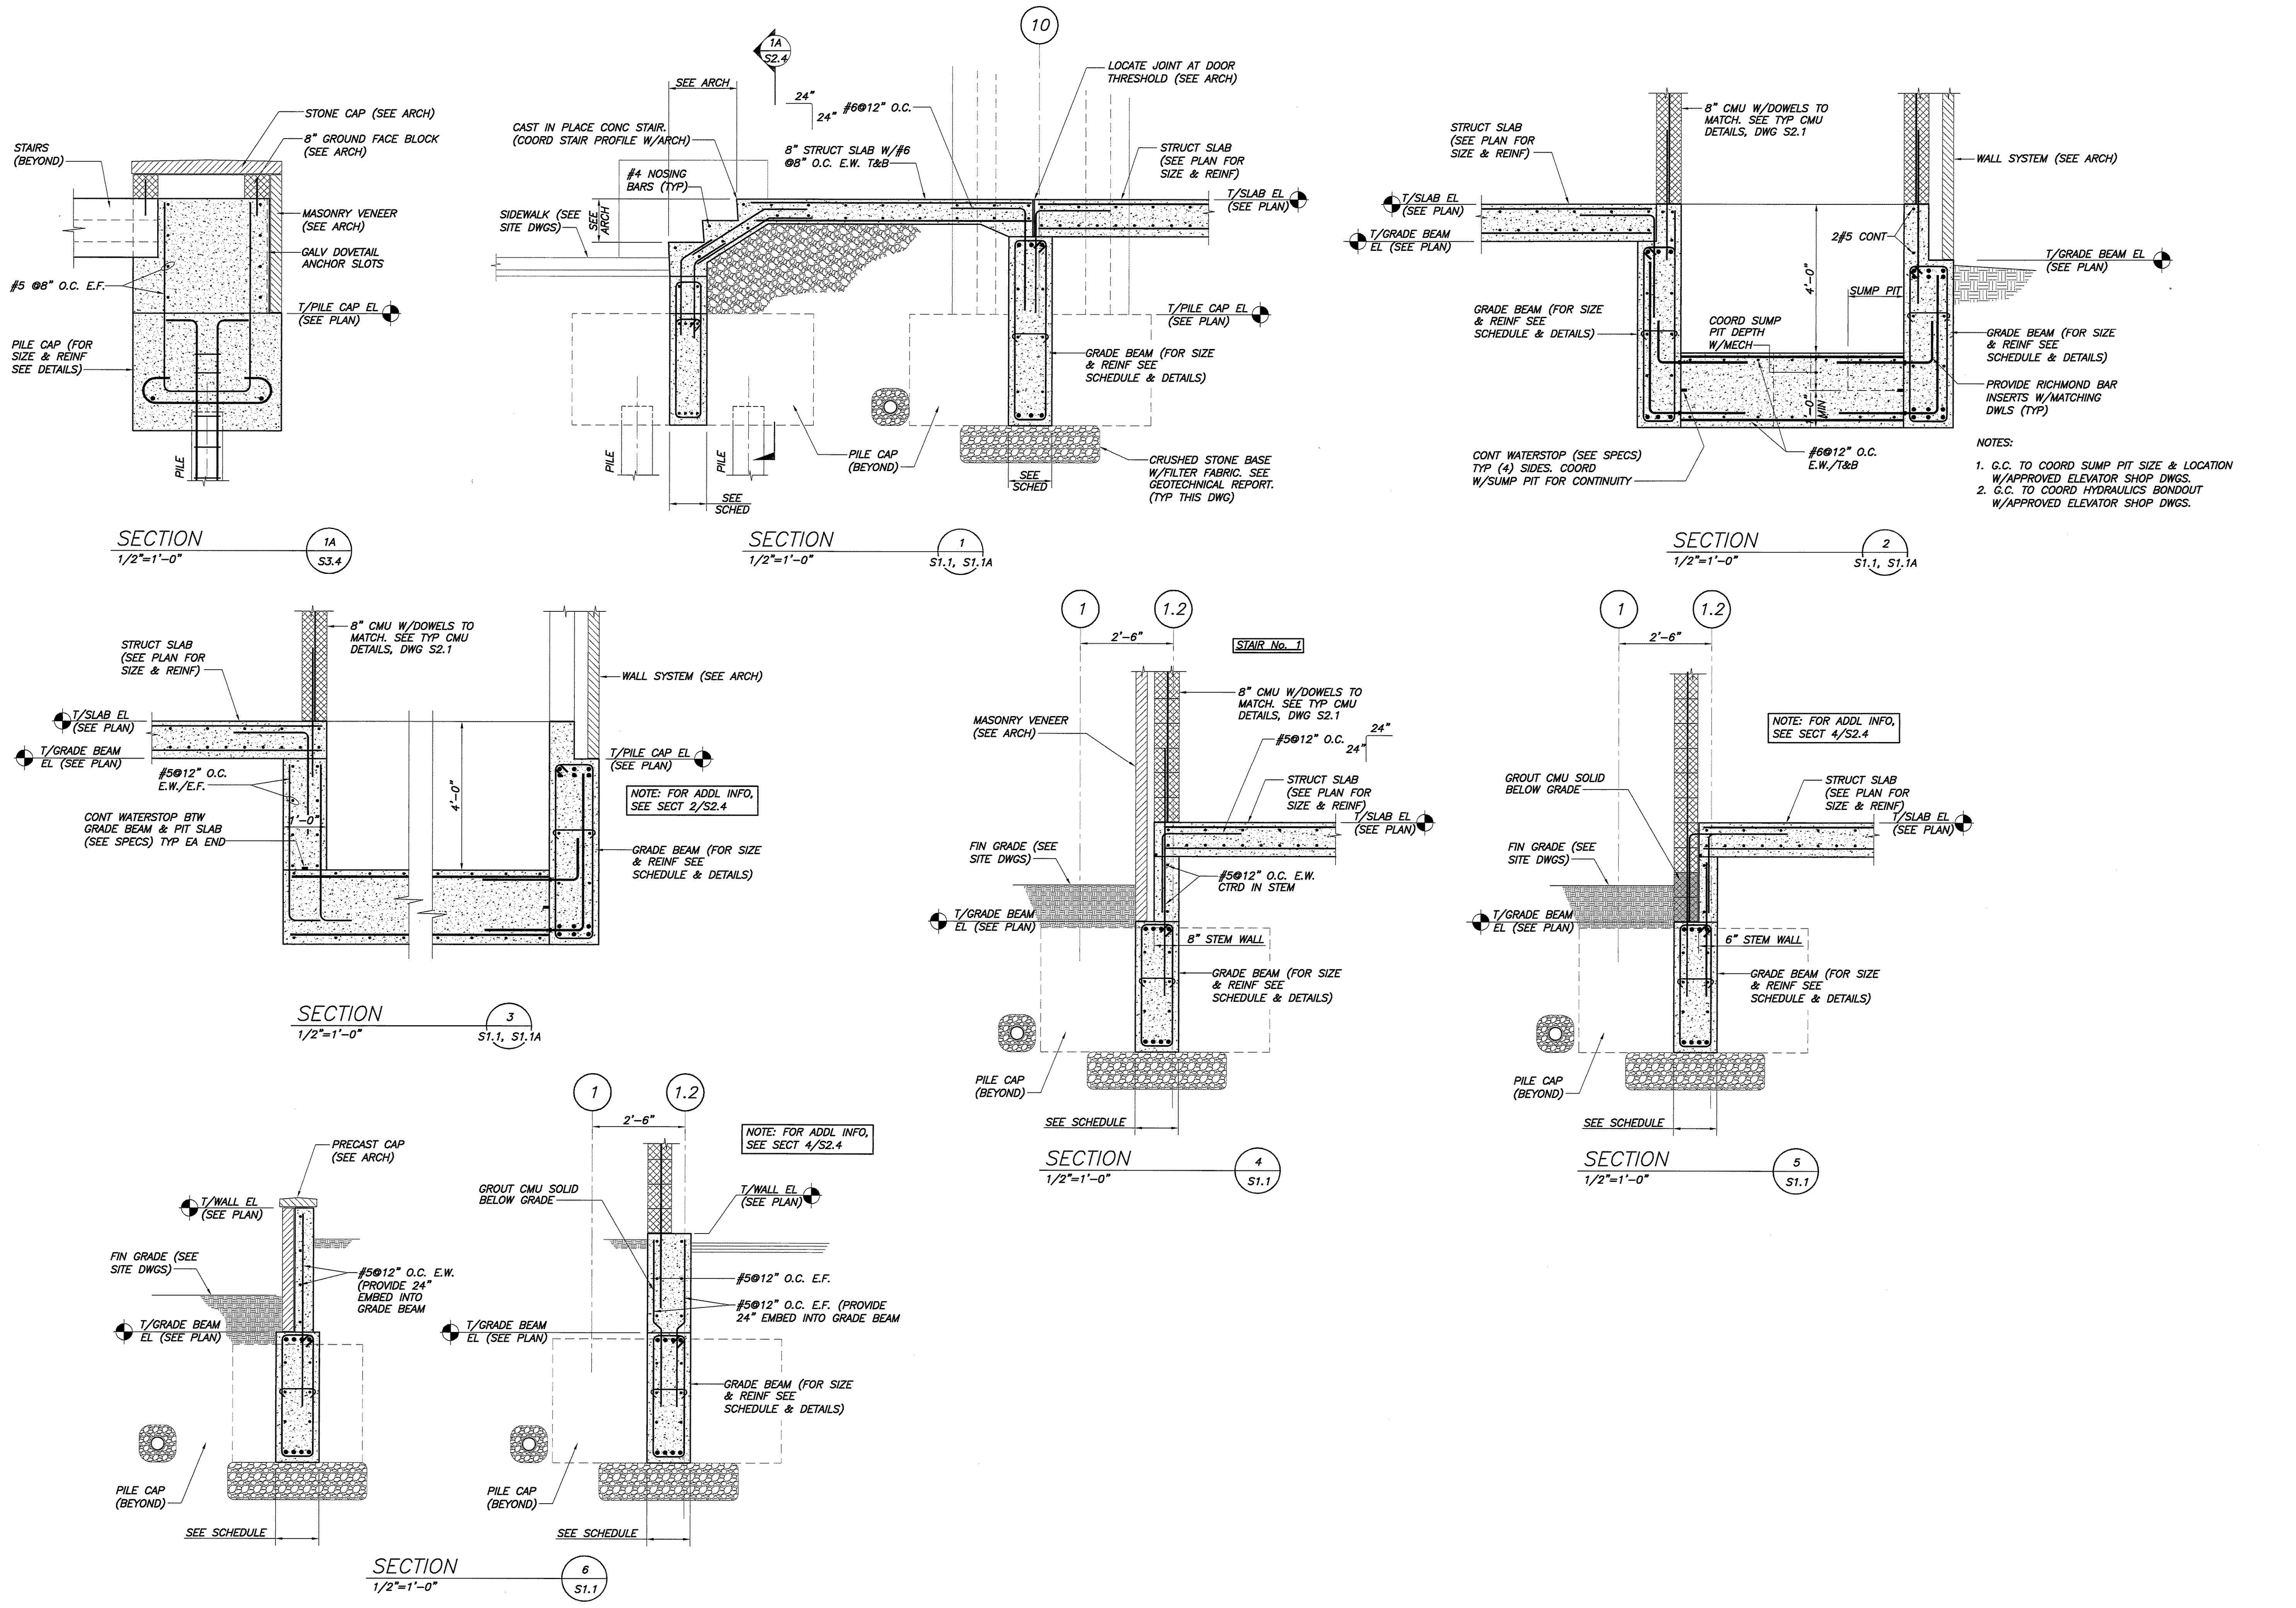 STONE CAP (SEE ARCH)
8" GROUND FACE BLOCK
(SEE ARCH)
STAIRS
(BEYOND)
MASONRY VENEER
(SEE ARCH)
GALV DOVETAIL
ANCHOR SLOTS
#5 @8" O.C. E.F.
T/PILE CAP EL
(SEE PLAN)
PILE CAP (FOR
SIZE & REINF
SEE DETAILS)
PILE
SECTION
1/2"=1'-0"
1A
S3.4
10
1A
S2.4
SEE ARCH
24"
24"
#6@12" O.C.
LOCATE JOINT AT DOOR
THRESHOLD (SEE ARCH)
CAST IN PLACE CONC STAIR.
(COORD STAIR PROFILE W/ARCH)
8" STRUCT SLAB W/#6
@8" O.C. E.W. T&B
#4 NOSING
BARS (TYP)
STRUCT SLAB
(SEE PLAN FOR
SIZE & REINF)
T/SLAB EL
(SEE PLAN)
SIDEWALK (SEE
SITE DWGS)
SEE
ARCH
T/PILE CAP EL
(SEE PLAN)
GRADE BEAM (FOR SIZE
& REINF SEE
SCHEDULE & DETAILS)
PILE
PILE
PILE CAP
(BEYOND)
CRUSHED STONE BASE
W/FILTER FABRIC. SEE
GEOTECHNICAL REPORT.
(TYP THIS DWG)
SEE
SCHED
SEE
SCHED
SECTION
1/2"=1'-0"
1
S1.1, S1.1A
8" CMU W/DOWELS TO
MATCH. SEE TYP CMU
DETAILS, DWG S2.1
STRUCT SLAB
(SEE PLAN FOR
SIZE & REINF)
WALL SYSTEM (SEE ARCH)
T/SLAB EL
(SEE PLAN)
T/GRADE BEAM
EL (SEE PLAN)
2#5 CONT
T/GRADE BEAM EL
(SEE PLAN)
4'-0"
SUMP PIT
GRADE BEAM (FOR SIZE
& REINF SEE
SCHEDULE & DETAILS)
COORD SUMP
PIT DEPTH
W/MECH
GRADE BEAM (FOR SIZE
& REINF SEE
SCHEDULE & DETAILS)
PROVIDE RICHMOND BAR
INSERTS W/MATCHING
DWLS (TYP)
1'-0"
MIN
CONT WATERSTOP (SEE SPECS)
TYP (4) SIDES. COORD
W/SUMP PIT FOR CONTINUITY
#6@12" O.C.
E.W./T&B
NOTES:
1. G.C. TO COORD SUMP PIT SIZE & LOCATION
W/APPROVED ELEVATOR SHOP DWGS.
2. G.C. TO COORD HYDRAULICS BONDOUT
W/APPROVED ELEVATOR SHOP DWGS.
SECTION
1/2"=1'-0"
2
S1.1, S1.1A
8" CMU W/DOWELS TO
MATCH. SEE TYP CMU
DETAILS, DWG S2.1
STRUCT SLAB
(SEE PLAN FOR
SIZE & REINF)
WALL SYSTEM (SEE ARCH)
T/SLAB EL
(SEE PLAN)
T/GRADE BEAM
EL (SEE PLAN)
T/PILE CAP EL
(SEE PLAN)
#5@12" O.C.
E.W./E.F.
4'-0"
NOTE: FOR ADDL INFO,
SEE SECT 2/S2.4
1'-0"
CONT WATERSTOP BTW
GRADE BEAM & PIT SLAB
(SEE SPECS) TYP EA END
GRADE BEAM (FOR SIZE
& REINF SEE
SCHEDULE & DETAILS)
SECTION
1/2"=1'-0"
3
S1.1, S1.1A
1
1.2
2'-6"
STAIR No. 1
8" CMU W/DOWELS TO
MATCH. SEE TYP CMU
DETAILS, DWG S2.1
MASONRY VENEER
(SEE ARCH)
#5@12" O.C.
24"
24"
STRUCT SLAB
(SEE PLAN FOR
SIZE & REINF)
T/SLAB EL
(SEE PLAN)
FIN GRADE (SEE
SITE DWGS)
#5@12" O.C. E.W.
CTRD IN STEM
T/GRADE BEAM
EL (SEE PLAN)
8" STEM WALL
GRADE BEAM (FOR SIZE
& REINF SEE
SCHEDULE & DETAILS)
PILE CAP
(BEYOND)
SEE SCHEDULE
SECTION
1/2"=1'-0"
4
S1.1
1
1.2
2'-6"
NOTE: FOR ADDL INFO,
SEE SECT 4/S2.4
GROUT CMU SOLID
BELOW GRADE
STRUCT SLAB
(SEE PLAN FOR
SIZE & REINF)
T/SLAB EL
(SEE PLAN)
FIN GRADE (SEE
SITE DWGS)
T/GRADE BEAM
EL (SEE PLAN)
6" STEM WALL
GRADE BEAM (FOR SIZE
& REINF SEE
SCHEDULE & DETAILS)
PILE CAP
(BEYOND)
SEE SCHEDULE
SECTION
1/2"=1'-0"
5
S1.1
PRECAST CAP
(SEE ARCH)
T/WALL EL
(SEE PLAN)
FIN GRADE (SEE
SITE DWGS)
#5@12" O.C. E.W.
(PROVIDE 24"
EMBED INTO
GRADE BEAM
T/GRADE BEAM
EL (SEE PLAN)
PILE CAP
(BEYOND)
SEE SCHEDULE
1
1.2
2'-6"
NOTE: FOR ADDL INFO,
SEE SECT 4/S2.4
GROUT CMU SOLID
BELOW GRADE
T/WALL EL
(SEE PLAN)
#5@12" O.C. E.F.
#5@12" O.C. E.F. (PROVIDE
24" EMBED INTO GRADE BEAM
T/GRADE BEAM
EL (SEE PLAN)
GRADE BEAM (FOR SIZE
& REINF SEE
SCHEDULE & DETAILS)
PILE CAP
(BEYOND)
SEE SCHEDULE
SECTION
1/2"=1'-0"
6
S1.1